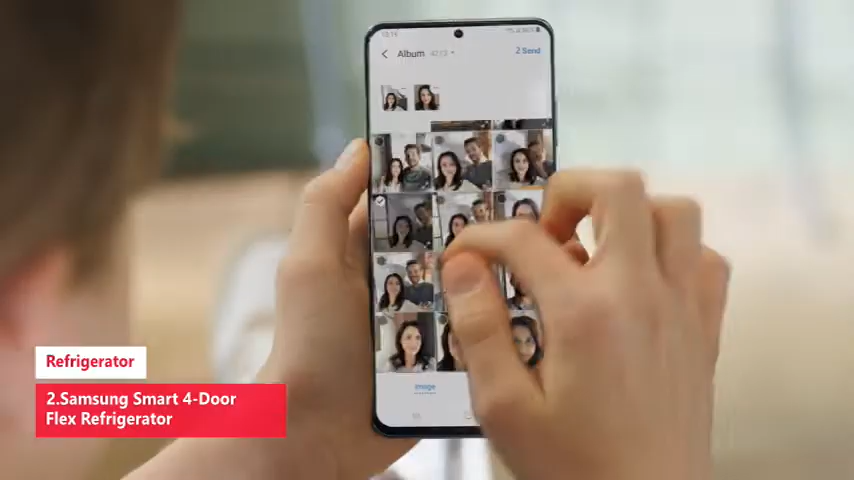 Album
2 Send
Image
Refrigerator
2.Samsung Smart 4-Door
Flex Refrigerator